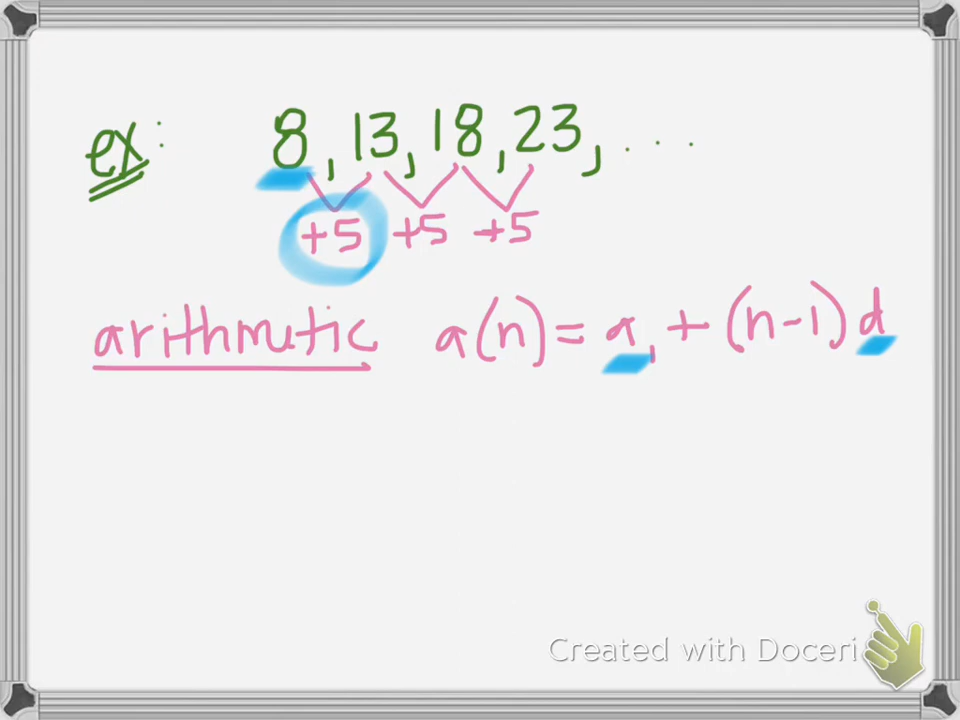 ex: 8, 13, 18, 23, . . .
+5 +5 +5
arithmetic a(n) = a₁ + (n-1) d
Created with Doceri